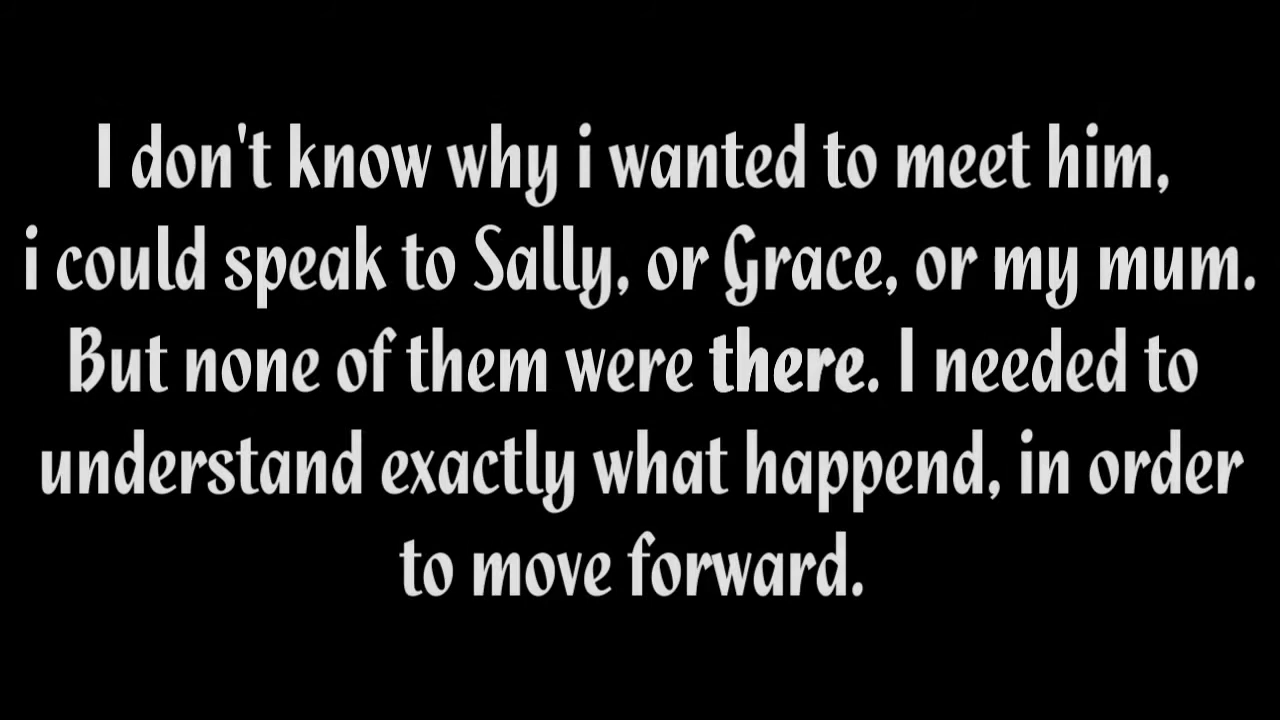 I don't know why i wanted to meet him,
i could speak to Sally, or Grace, or my mum.
But none of them were there. I needed to
understand exactly what happend, in order
to move forward.